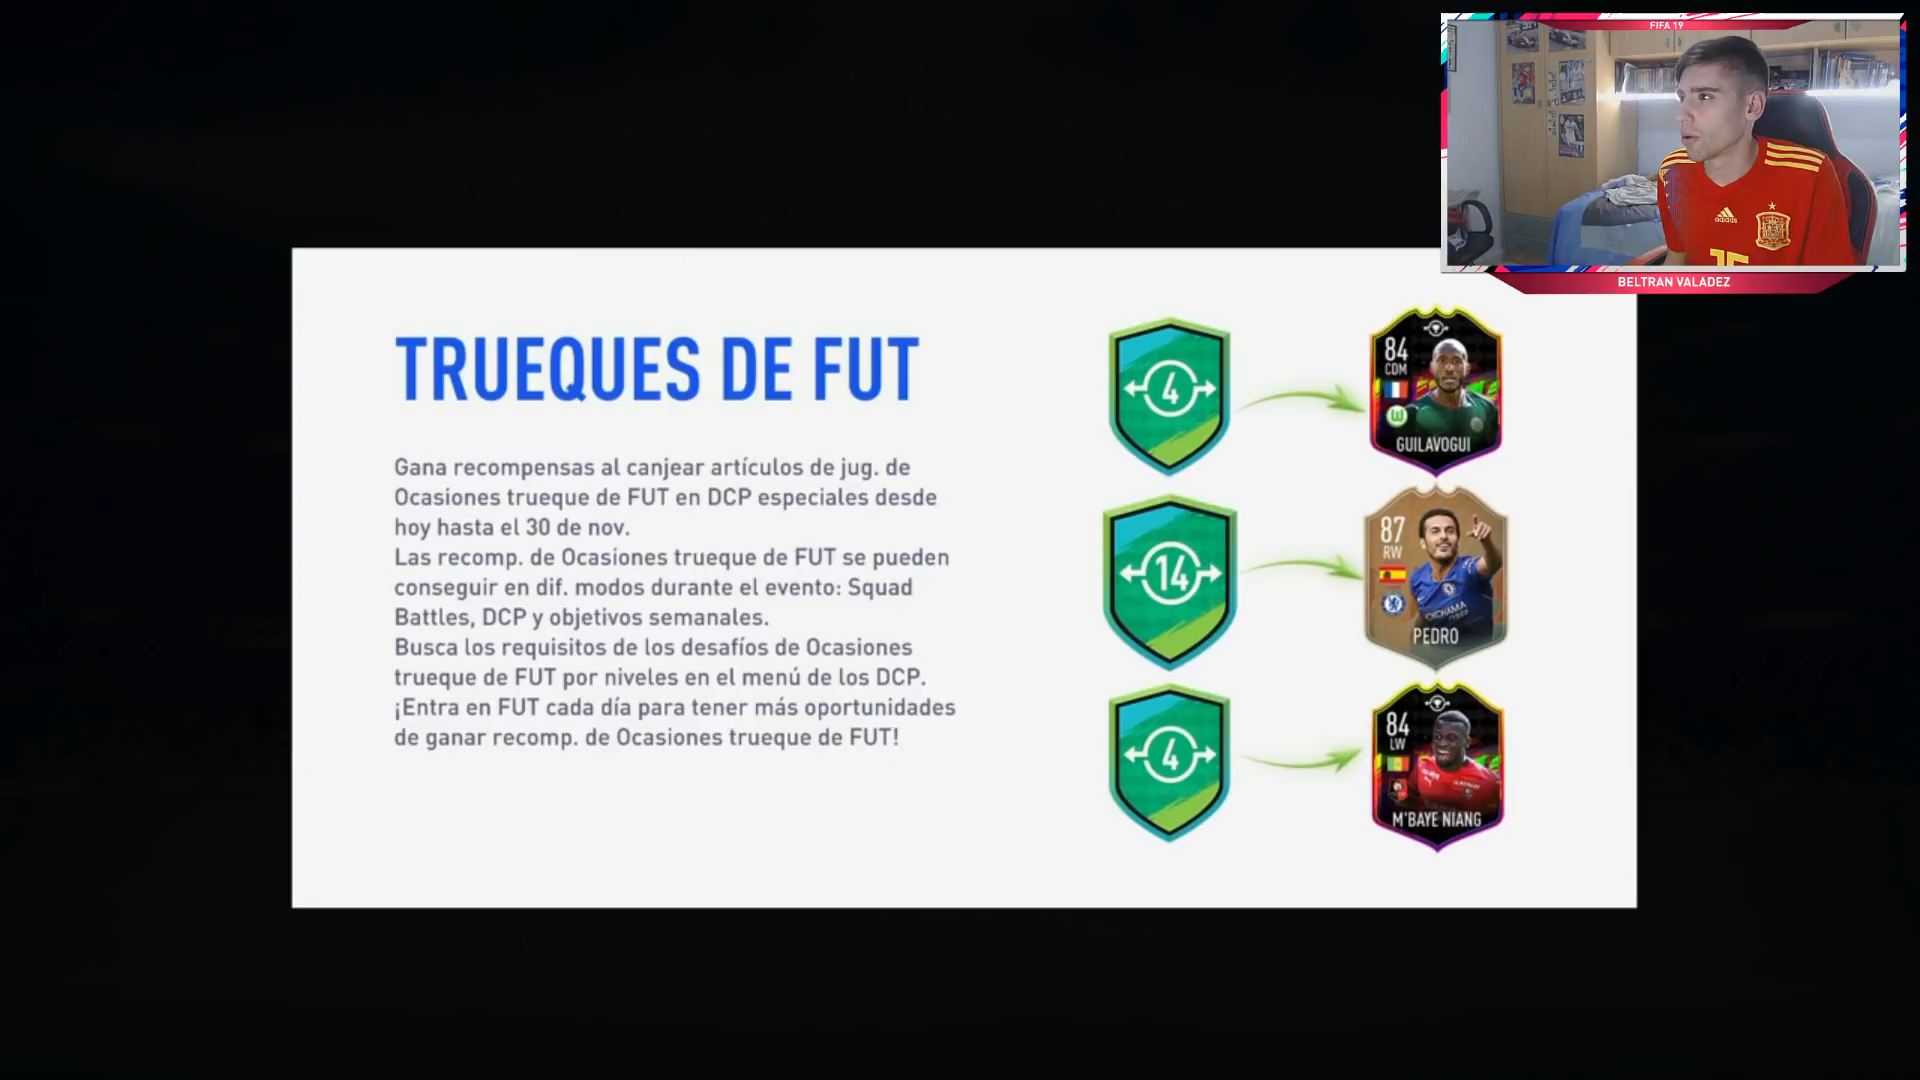 FIFA 19
adidas
15
BELTRAN VALADEZ
TRUEQUES DE FUT
Gana recompensas al canjear artículos de jug. de
Ocasiones trueque de FUT en DCP especiales desde
hoy hasta el 30 de nov.
Las recomp. de Ocasiones trueque de FUT se pueden
conseguir en dif. modos durante el evento: Squad
Battles, DCP y objetivos semanales.
Busca los requisitos de los desafíos de Ocasiones
trueque de FUT por niveles en el menú de los DCP.
¡Entra en FUT cada día para tener más oportunidades
de ganar recomp. de Ocasiones trueque de FUT!
4
84
CDM
GUILAVOGUI
14
87
RW
YOKOHAMA
PEDRO
4
84
LW
M'BAYE NIANG